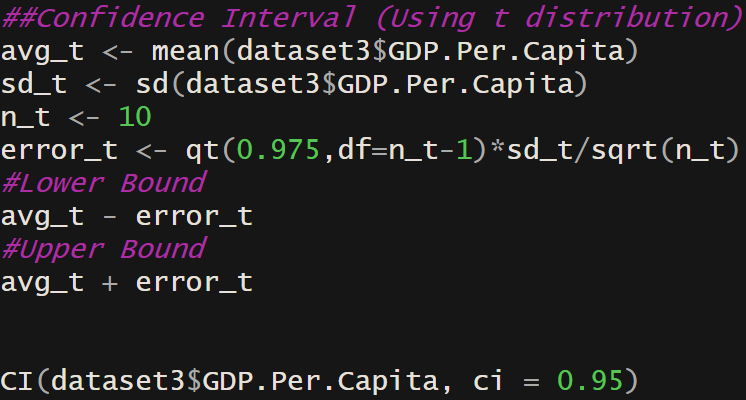 ##Confidence Interval (Using t distribution)
avg_t <- mean(dataset3$GDP.Per.Capita)
sd_t <- sd(dataset3$GDP.Per.Capita)
n_t <- 10
error_t <- qt(0.975,df=n_t-1)*sd_t/sqrt(n_t)
#Lower Bound
avg_t - error_t
#Upper Bound
avg_t + error_t
CI(dataset3$GDP.Per.Capita, ci = 0.95)